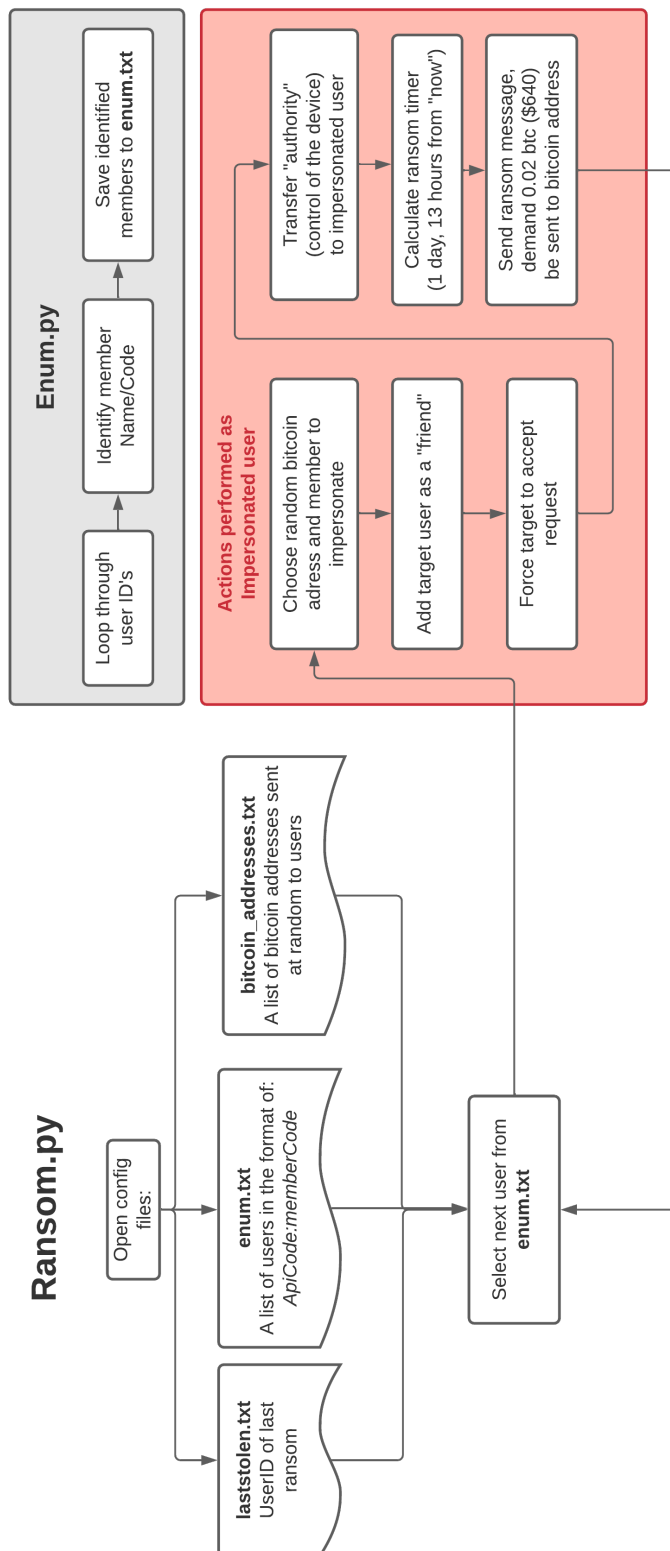 Ransom.py
Open config
files:
laststolen.txt
UserID of last
ransom
enum.txt
A list of users in the format of:
ApiCode:memberCode
bitcoin_addresses.txt
A list of bitcoin addresses sent
at random to users
Select next user from
enum.txt
Enum.py
Loop through
user ID's
Identify member
Name/Code
Save identified
members to enum.txt
Actions performed as
Impersonated user
Choose random bitcoin
adress and member to
impersonate
Add target user as a "friend"
Force target to accept
request
Transfer "authority"
(control of the device)
to impersonated user
Calculate ransom timer
(1 day, 13 hours from "now")
Send ransom message,
demand 0.02 btc ($640)
be sent to bitcoin address